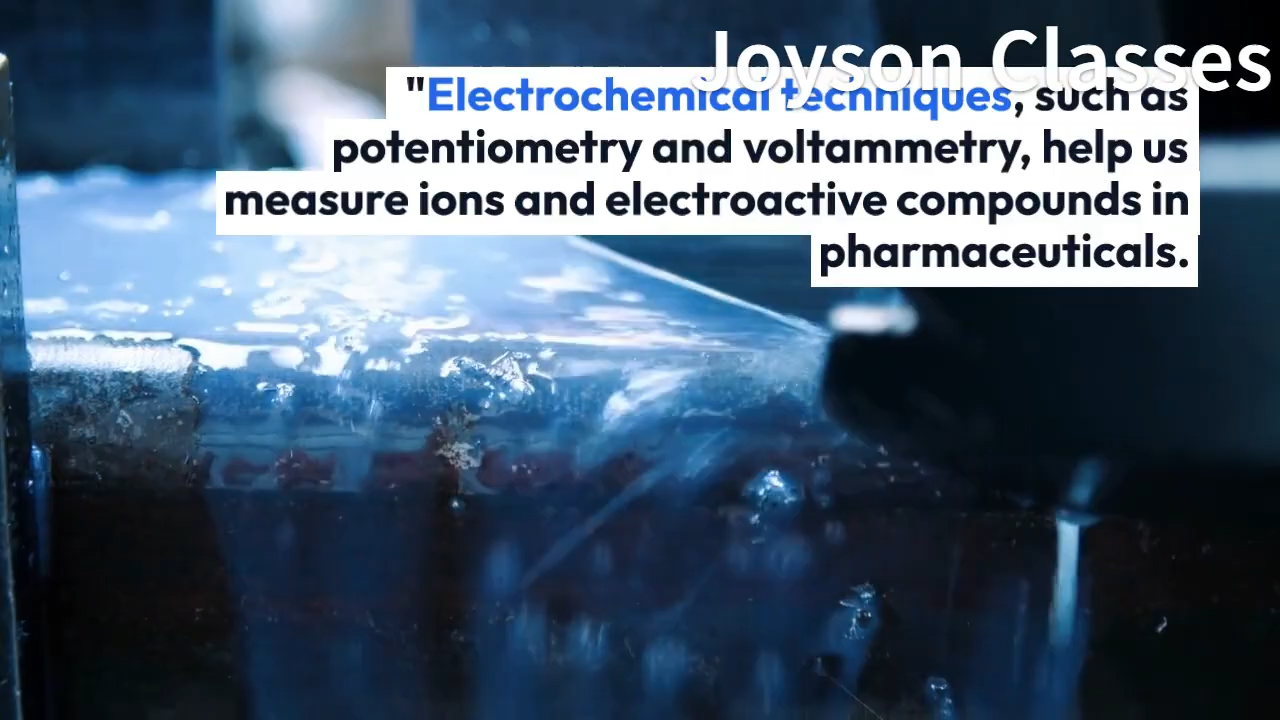 Joyson Classes
"Electrochemical techniques, such as
potentiometry and voltammetry, help us
measure ions and electroactive compounds in
pharmaceuticals.